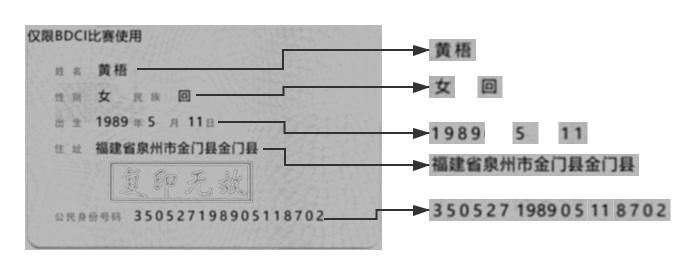 仅限BDCI比赛使用
姓名 黄梧 黄梧
性别 女 民族 回 女 回
出生 1989 年 5 月 11 日 1989 5 11
住址 福建省泉州市金门县金门县 福建省泉州市金门县金门县
复印无效
公民身份号码 350527198905118702 350527 1989 05 11 8702